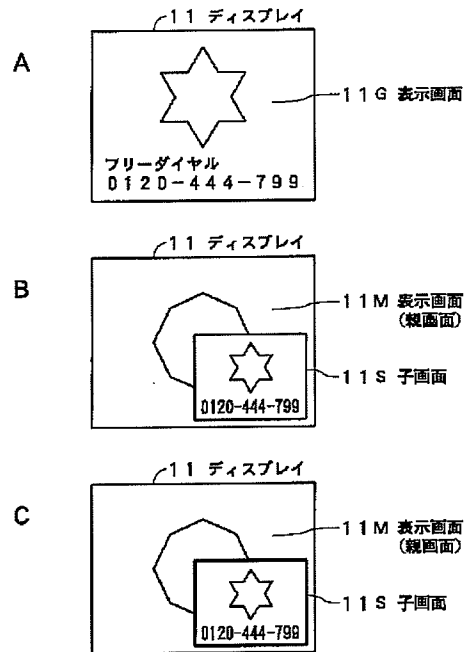 11 ディスプレイ
A
11G 表示画面
フリーダイヤル
0120-444-799
11 ディスプレイ
B
11M 表示画面
(親画面)
11S 子画面
0120-444-799
11 ディスプレイ
C
11M 表示画面
(親画面)
11S 子画面
0120-444-799